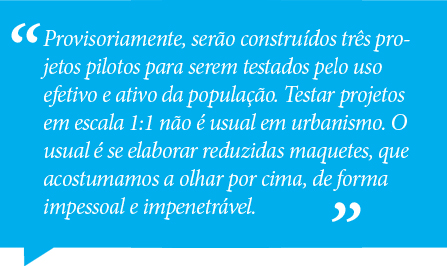 “Provisoriamente, serão construídos três pro-
jetos pilotos para serem testados pelo uso
efetivo e ativo da população. Testar projetos
em escala 1:1 não é usual em urbanismo. O
usual é se elaborar reduzidas maquetes, que
acostumamos a olhar por cima, de forma
impessoal e impenetrável. ”